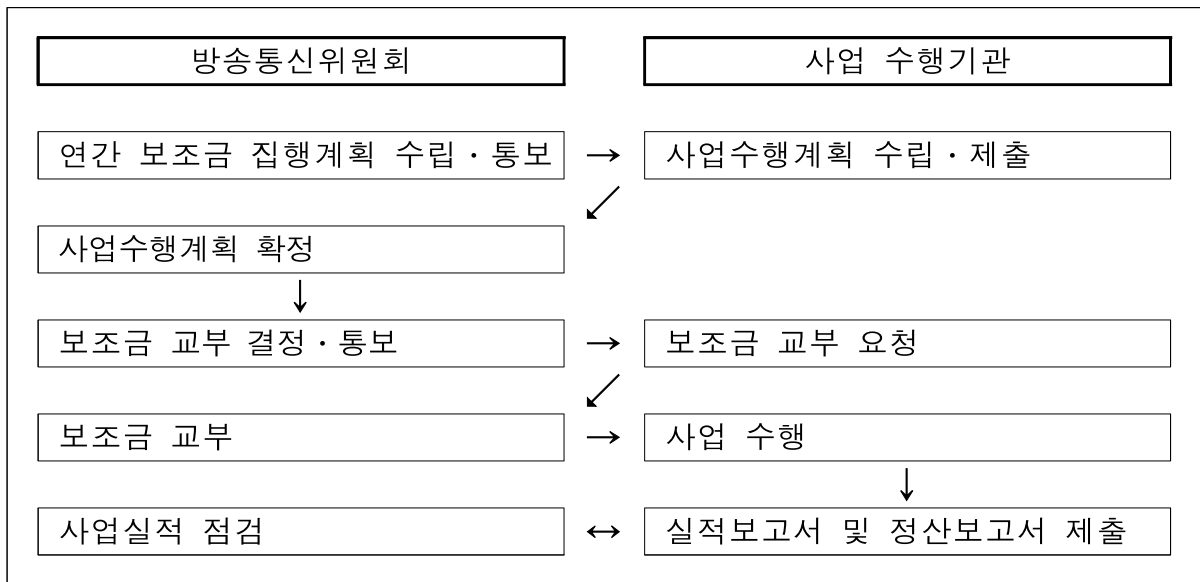 방송통신위원회
사업 수행기관
연간 보조금 집행계획 수립·통보 → 사업수행계획 수립·제출
사업수행계획 확정
보조금 교부 결정·통보 → 보조금 교부 요청
보조금 교부 → 사업 수행
사업실적 점검 ↔ 실적보고서 및 정산보고서 제출